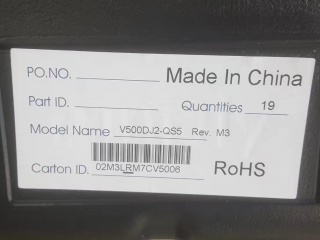 PO.NO.
Made In China
Part ID.
Quantities 19
Model Name V500DJ2-QS5 Rev. M3
Carton ID. 02M3LRM7CV5006
RoHS